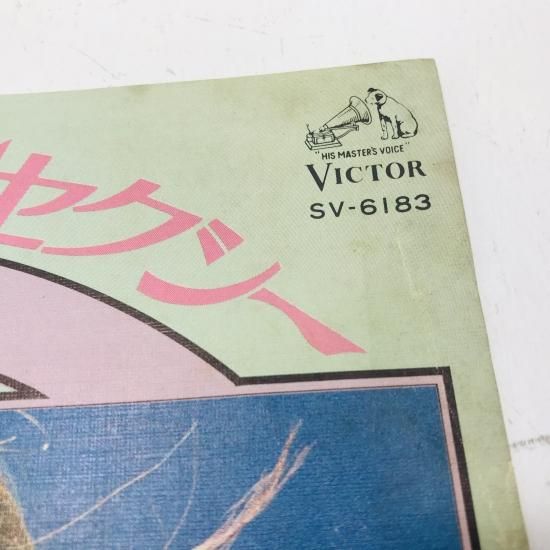 "HIS MASTER'S VOICE"
VICTOR
SV-6183
セクシー